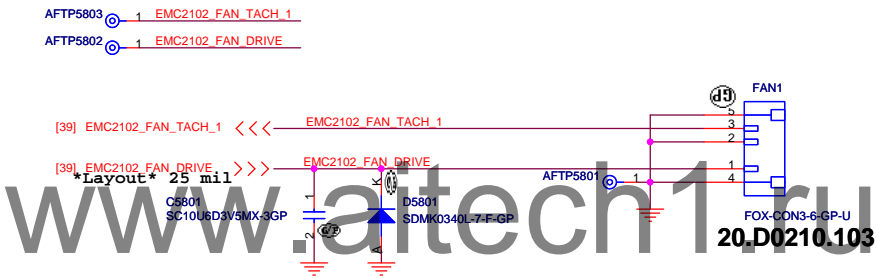 AFTP5803 1 EMC2102_FAN_TACH_1
AFTP5802 1 EMC2102_FAN_DRIVE
FAN1
GP
5
[39] EMC2102_FAN_TACH_1 EMC2102_FAN_TACH_1 3
2
[39] EMC2102_FAN_DRIVE EMC2102_FAN_DRIVE 1
*Layout* 25 mil
AFTP5801 1 4
K
1
C5801
SC10U6D3V5MX-3GP
D5801
SDMK0340L-7-F-GP
FOX-CON3-6-GP-U
20.D0210.103
2
A
www.aitech1.ru